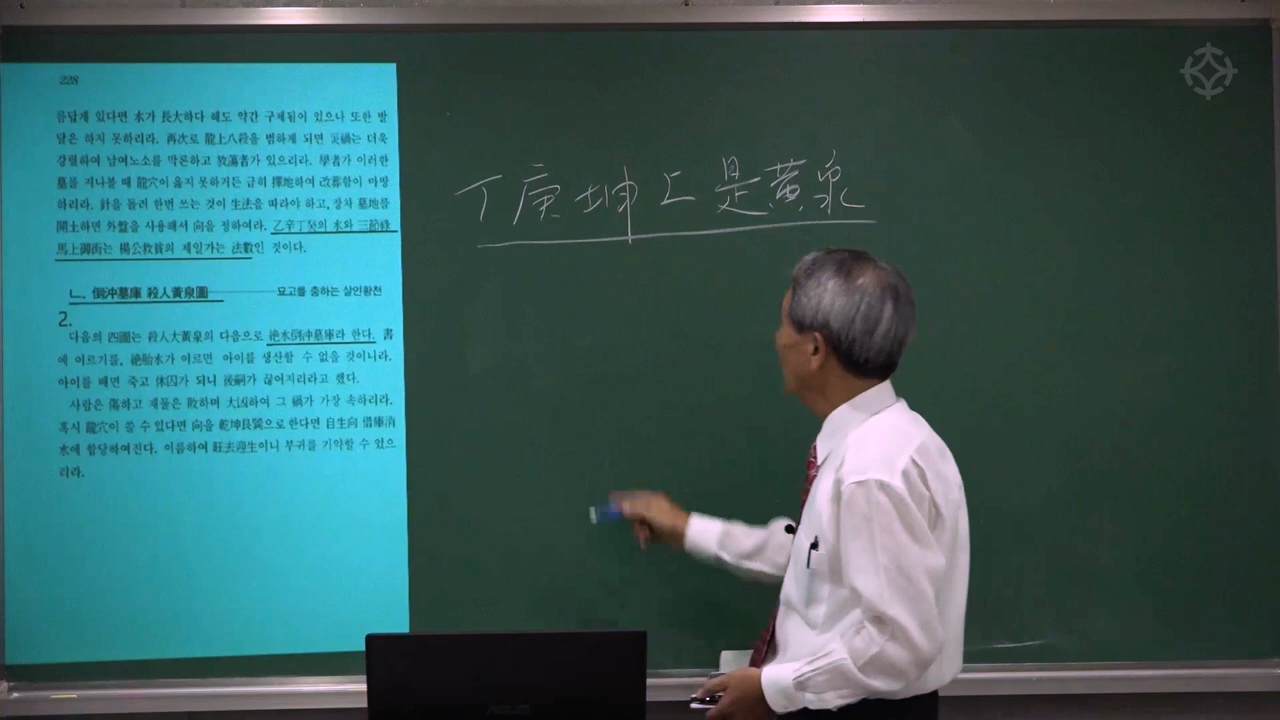 228
름답게 있다면 水가 長大하다 해도 약간 구제됨이 있으나 또한 발
달은 하지 못하리라. 再次로 龍上八殺을 범하게 되면 災禍는 더욱
강렬하여 남여노소를 막론하고 敎蕩者가 있으리라. 學者가 이러한
墓를 지나볼 때 龍穴이 옳지 못하거든 급히 擇地하여 改葬함이 마땅
하리라. 針을 돌려 한번 쓰는 것이 生法을 따라야 하고, 장차 墓地를
開土하면 外盤을 사용해서 向을 정하여라. 乙辛丁癸의 水와 三節祿
馬上御街는 楊公救貧의 제일가는 法數인 것이다.
ㄴ. 倒沖墓庫 殺人黃泉圖 묘고를 충하는 살인황천
2.
다음의 四圖는 殺人大黃泉의 다음으로 絶水倒沖墓庫라 한다. 書
에 이르기를, 絶胎水가 이르면 아이를 생산할 수 없을 것이니라.
아이를 배면 죽고 休囚가 되니 後嗣가 끊어지리라고 했다.
사람은 傷하고 재물은 敗하며 大凶하여 그 禍가 가장 속하리라.
혹시 龍穴이 쓸 수 있다면 向을 乾坤艮巽으로 한다면 自生向 借庫消
水에 합당하여진다. 이름하여 旺去迎生이니 부귀를 기약할 수 있으
리라.
丁庚坤上是黃泉